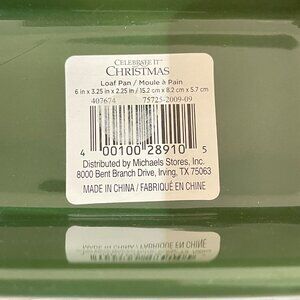 CELEBRATE IT™
CHRISTMAS
Loaf Pan / Moule à Pain
6 in x 3.25 in x 2.25 in / 15.2 cm x 8.2 cm x 5.7 cm
407674 75725-2009-09
4 00100 28910 5
Distributed by Michaels Stores, Inc.
8000 Bent Branch Drive, Irving, TX 75063
MADE IN CHINA / FABRIQUÉ EN CHINE